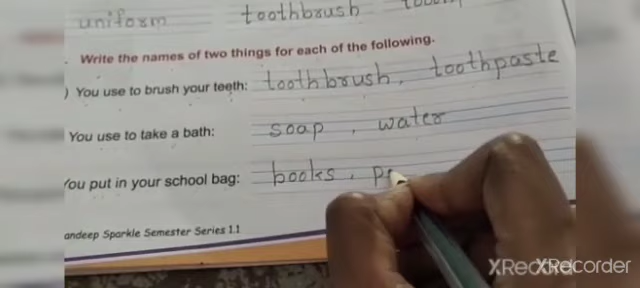 uniform toothbrush
Write the names of two things for each of the following.
) You use to brush your teeth: toothbrush, toothpaste
You use to take a bath: soap, water
You put in your school bag: books,
andeep Sparkle Semester Series 1.1
XRecorder